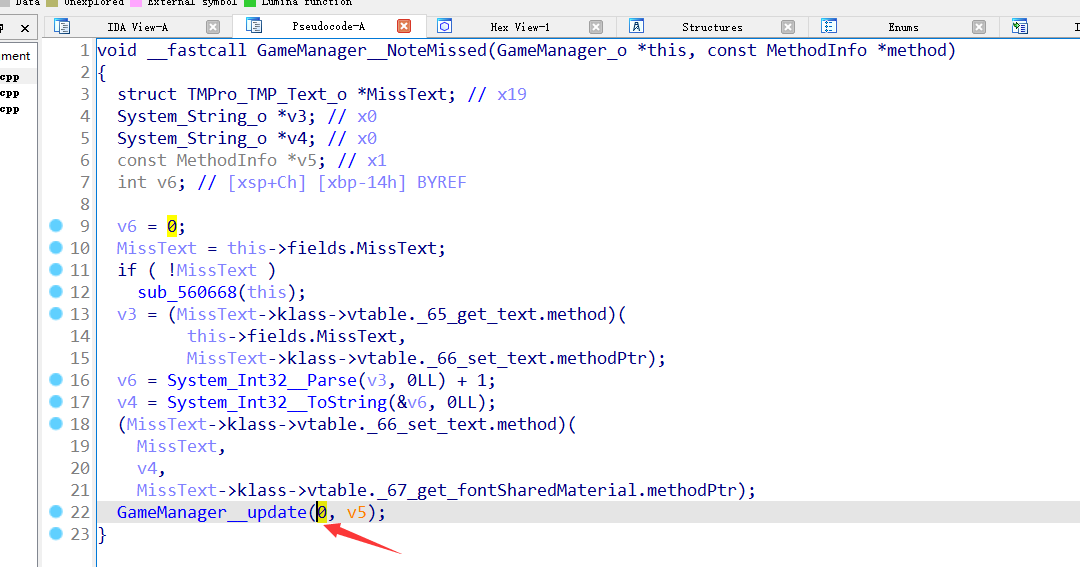 Data Unexplored External symbol Lumina function
IDA View-A Pseudocode-A Hex View-1 Structures Enums
ment
cpp
cpp
cpp
1 void __fastcall GameManager__NoteMissed(GameManager_o *this, const MethodInfo *method)
2 {
3 struct TMPro_TMP_Text_o *MissText; // x19
4 System_String_o *v3; // x0
5 System_String_o *v4; // x0
6 const MethodInfo *v5; // x1
7 int v6; // [xsp+Ch] [xbp-14h] BYREF
8
9 v6 = 0;
10 MissText = this->fields.MissText;
11 if ( !MissText )
12 sub_560668(this);
13 v3 = (MissText->klass->vtable._65_get_text.method)(
14 this->fields.MissText,
15 MissText->klass->vtable._66_set_text.methodPtr);
16 v6 = System_Int32__Parse(v3, 0LL) + 1;
17 v4 = System_Int32__ToString(&v6, 0LL);
18 (MissText->klass->vtable._66_set_text.method)(
19 MissText,
20 v4,
21 MissText->klass->vtable._67_get_fontSharedMaterial.methodPtr);
22 GameManager__update(0, v5);
23 }